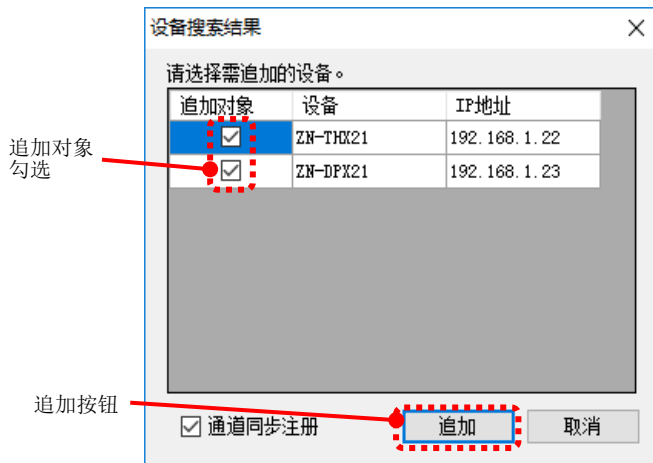 设备搜索结果
请选择需追加的设备。
追加对象 设备 IP地址
ZN-THX21 192.168.1.22
ZN-DPX21 192.168.1.23
追加对象
勾选
追加按钮
通道同步注册 追加 取消